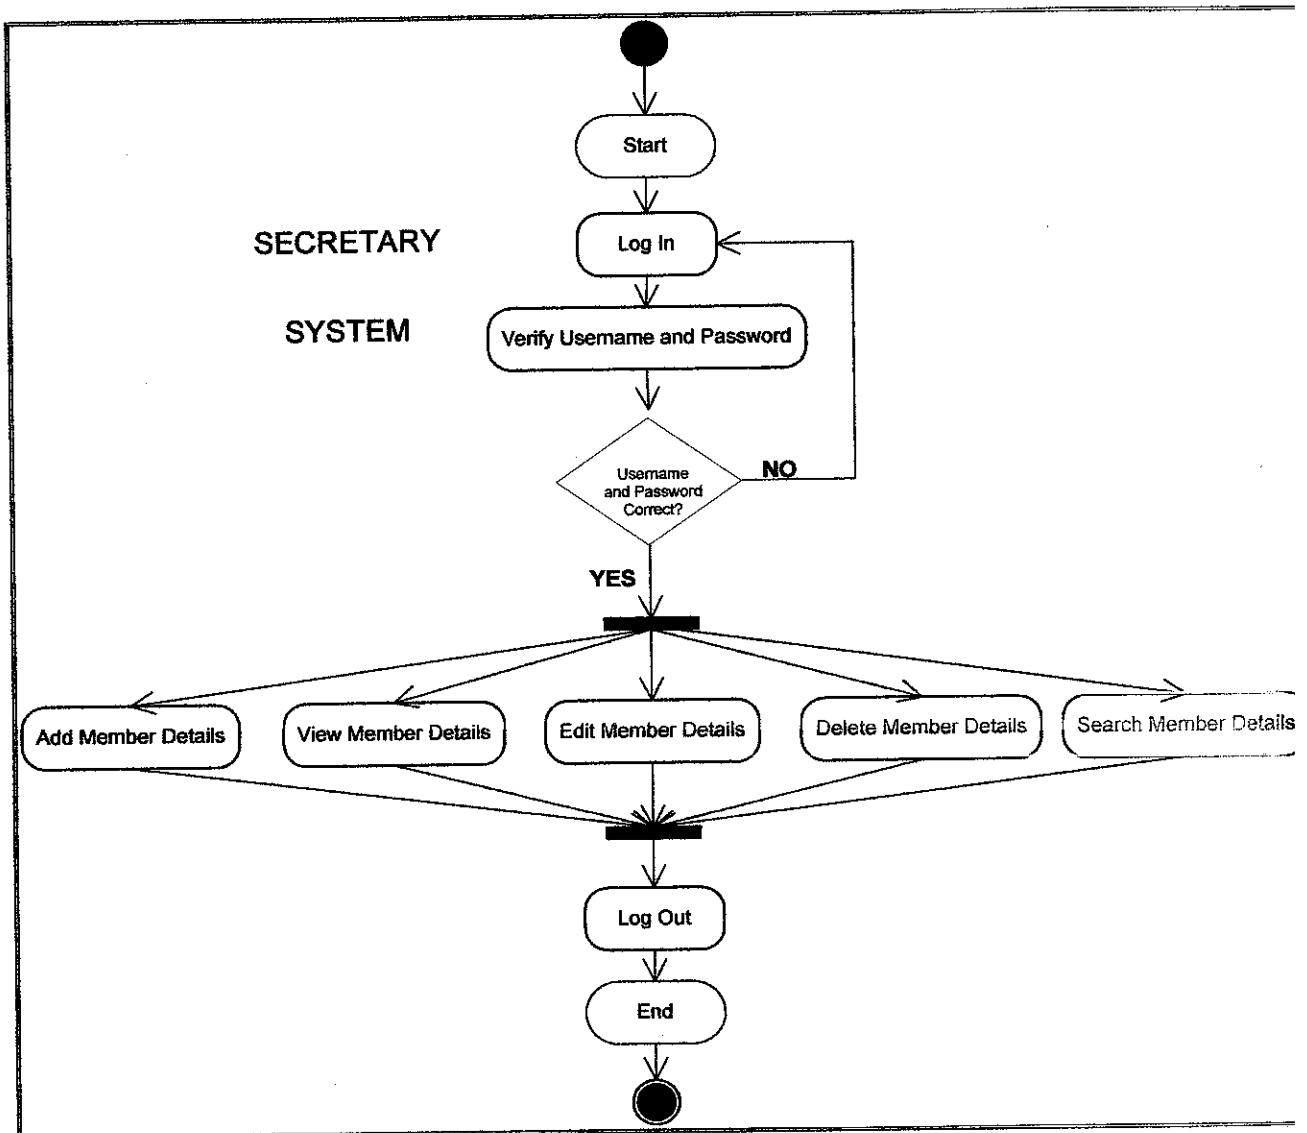 Start
SECRETARY
Log In
SYSTEM
Verify Username and Password
Username
and Password
Correct?
NO
YES
Add Member Details
View Member Details
Edit Member Details
Delete Member Details
Search Member Details
Log Out
End